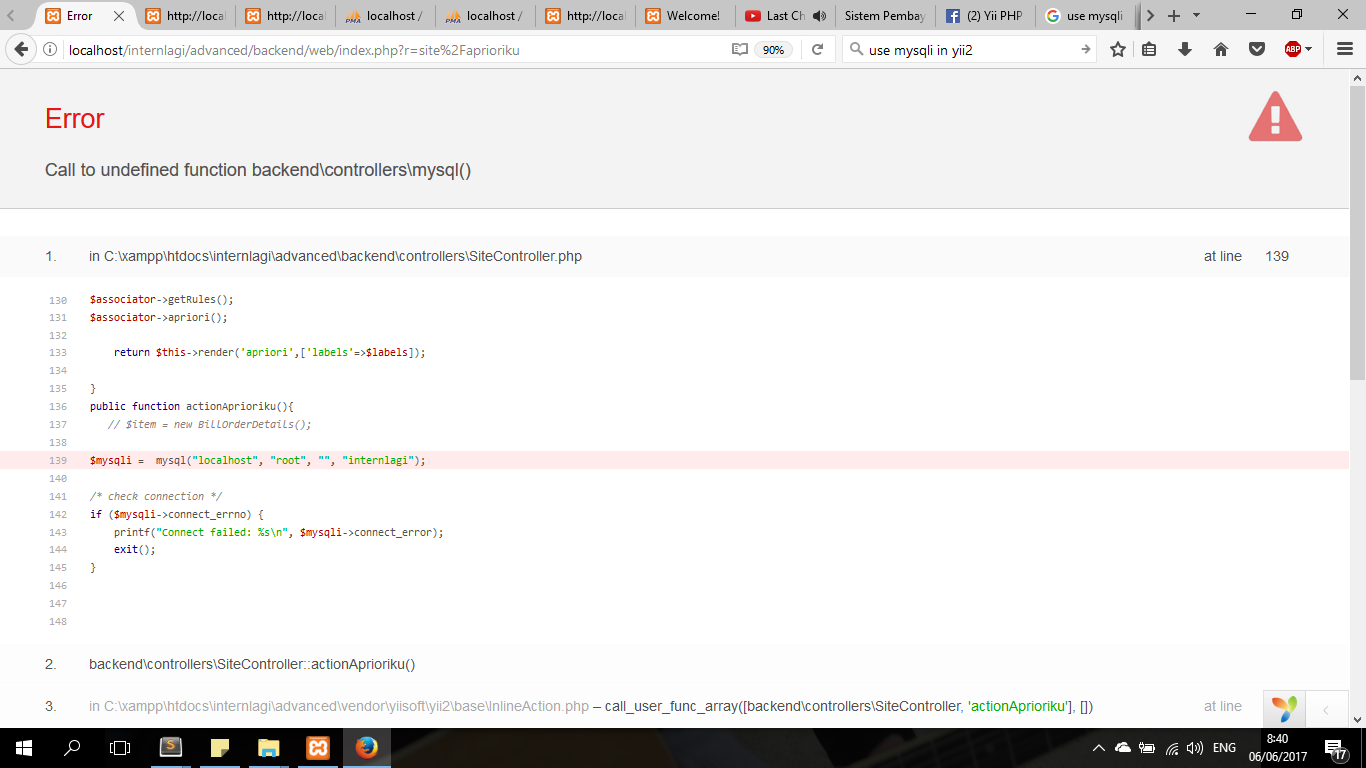 Error
http://local
http://local
localhost /
localhost /
http://local
Welcome!
Last Ch
Sistem Pembay
(2) Yii PHP
use mysqli
localhost/internlagi/advanced/backend/web/index.php?r=site%2Faprioriku
90%
use mysqli in yii2
ABP
Error
Call to undefined function backend\controllers\mysql()
1. in C:\xampp\htdocs\internlagi\advanced\backend\controllers\SiteController.php at line 139
130 $associator->getRules();
131 $associator->apriori();
132
133 return $this->render('apriori',['labels'=>$labels]);
134
135 }
136 public function actionAprioriku(){
137 // $item = new BillOrderDetails();
138
139 $mysqli = mysql("localhost", "root", "", "internlagi");
140
141 /* check connection */
142 if ($mysqli->connect_errno) {
143 printf("Connect failed: %s\n", $mysqli->connect_error);
144 exit();
145 }
146
147
148
2. backend\controllers\SiteController::actionAprioriku()
3. in C:\xampp\htdocs\internlagi\advanced\vendor\yiisoft\yii2\base\InlineAction.php – call_user_func_array([backend\controllers\SiteController, 'actionAprioriku'], []) at line
ENG
8:40
06/06/2017
17